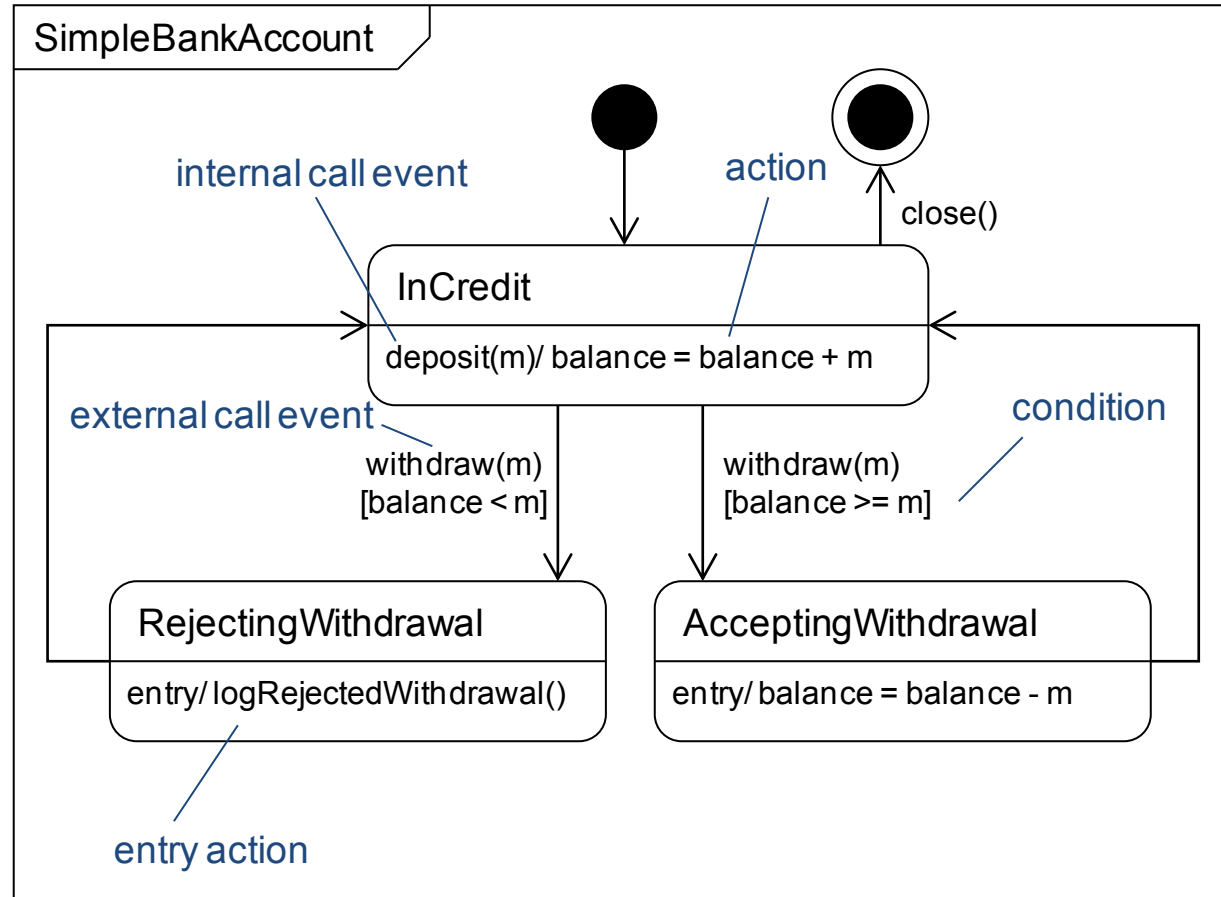 SimpleBankAccount
internal call event
action
close()
InCredit
deposit(m)/ balance = balance + m
external call event
condition
withdraw(m)
[balance < m]
withdraw(m)
[balance >= m]
RejectingWithdrawal
entry/ logRejectedWithdrawal()
AcceptingWithdrawal
entry/ balance = balance - m
entry action